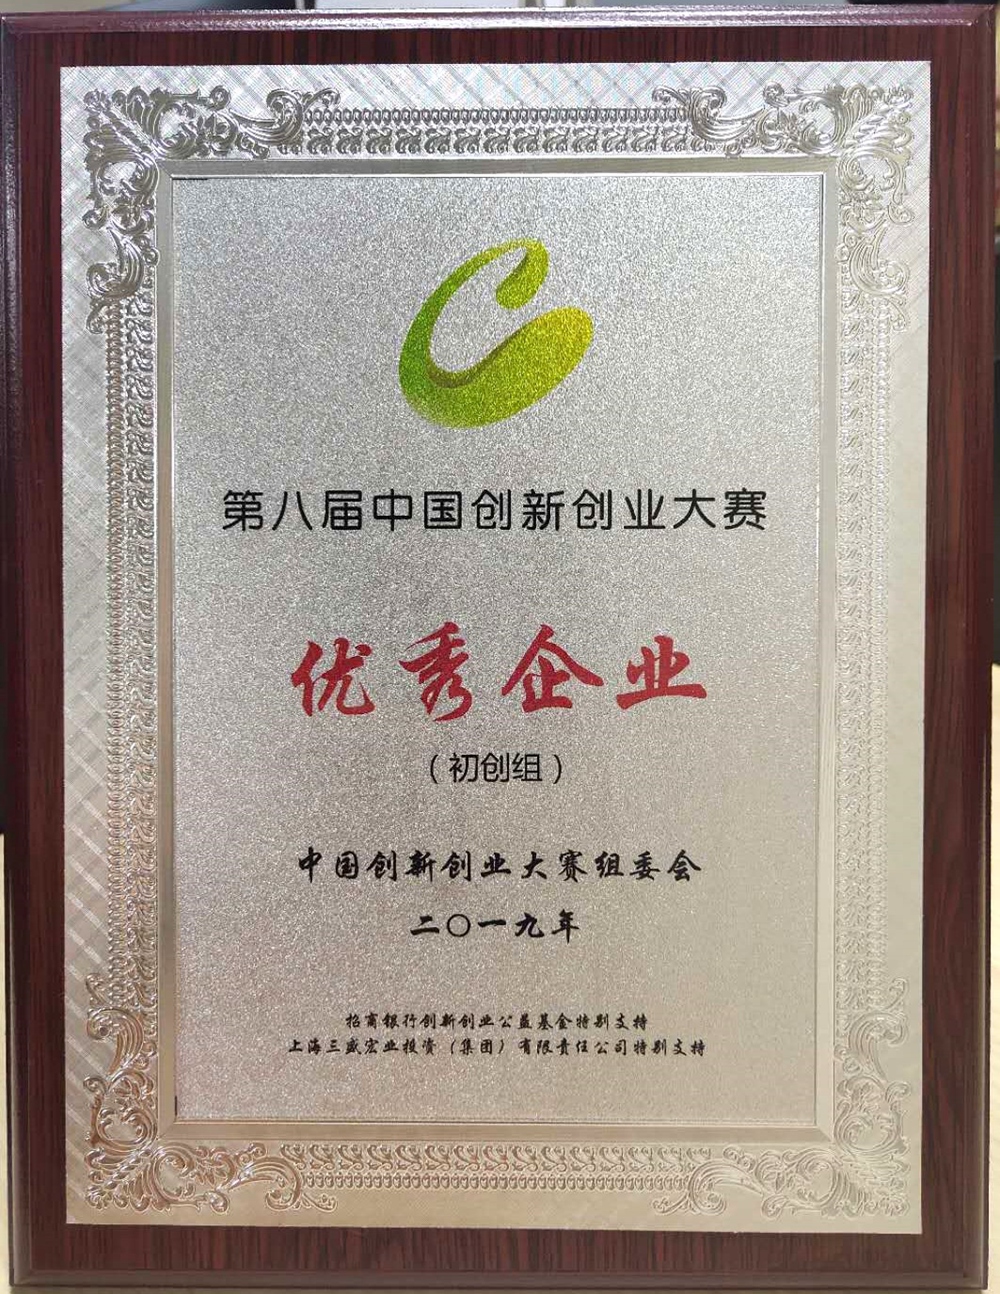 第八届中国创新创业大赛
优秀企业
（初创组）
中国创新创业大赛组委会
二〇一九年
招商银行创新创业公益基金特别支持
上海三盛宏业投资（集团）有限责任公司特别支持